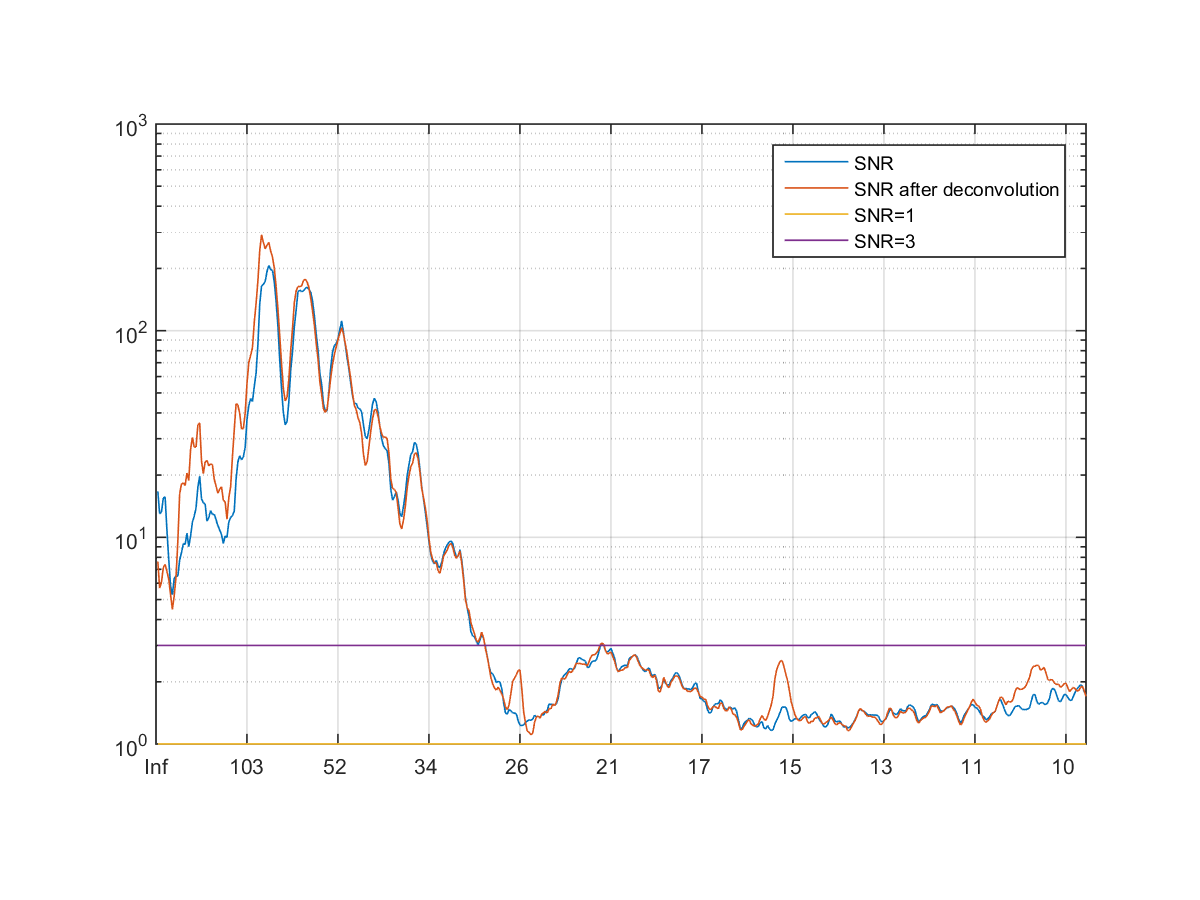 10^3
10^2
10^1
10^0
SNR
SNR after deconvolution
SNR=1
SNR=3
Inf 103 52 34 26 21 17 15 13 11 10